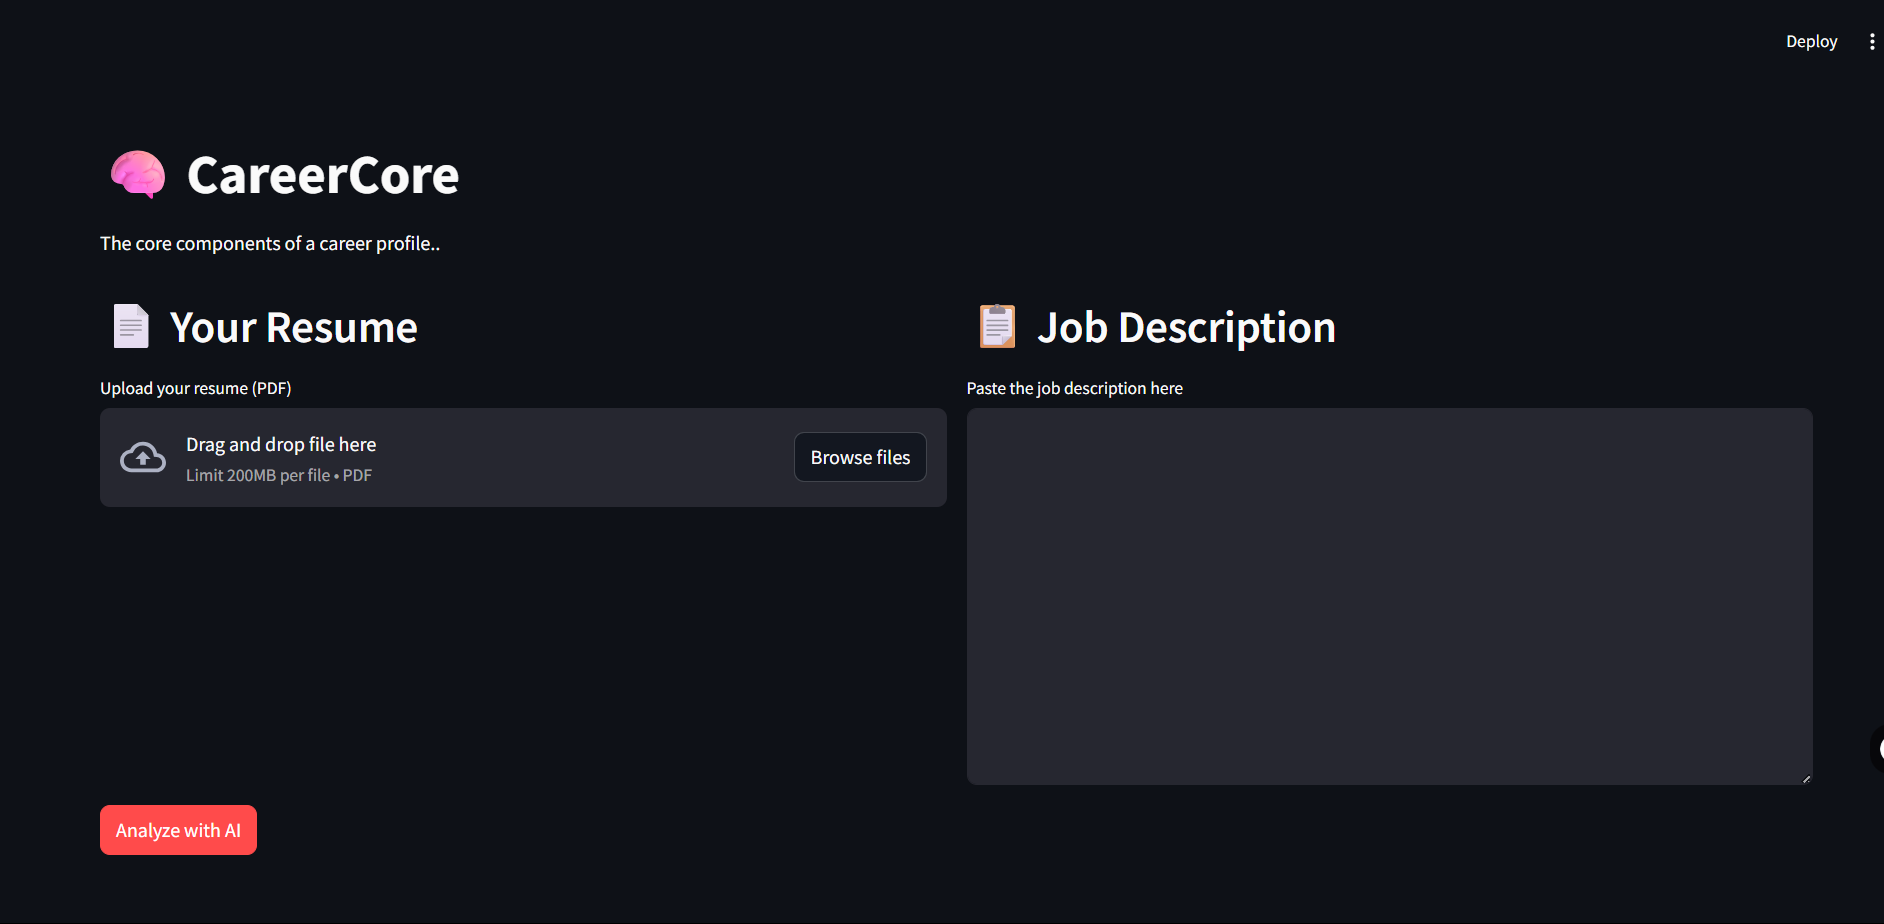 Deploy
CareerCore
The core components of a career profile..
Your Resume
Upload your resume (PDF)
Drag and drop file here
Limit 200MB per file • PDF
Browse files
Job Description
Paste the job description here
Analyze with AI